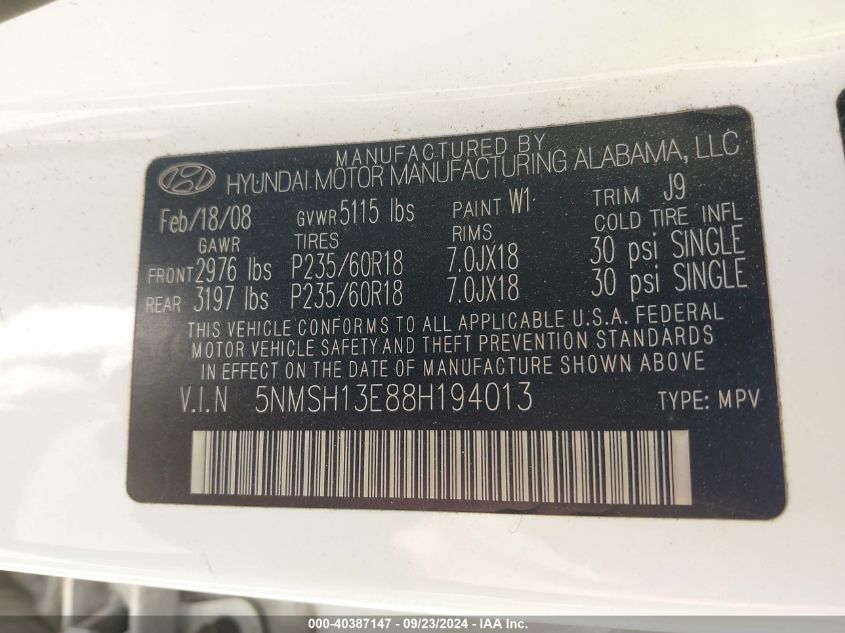 MANUFACTURED BY
HYUNDAI MOTOR MANUFACTURING ALABAMA, LLC
Feb/18/08 GVWR 5115 lbs PAINT W1 TRIM J9
GAWR TIRES RIMS COLD TIRE INFL
FRONT 2976 lbs P235/60R18 7.0JX18 30 psi SINGLE
REAR 3197 lbs P235/60R18 7.0JX18 30 psi SINGLE
THIS VEHICLE CONFORMS TO ALL APPLICABLE U.S.A. FEDERAL
MOTOR VEHICLE SAFETY AND THEFT PREVENTION STANDARDS
IN EFFECT ON THE DATE OF MANUFACTURE SHOWN ABOVE
V.I.N 5NMSH13E88H194013 TYPE: MPV
000-40387147 - 09/23/2024 - IAA Inc.